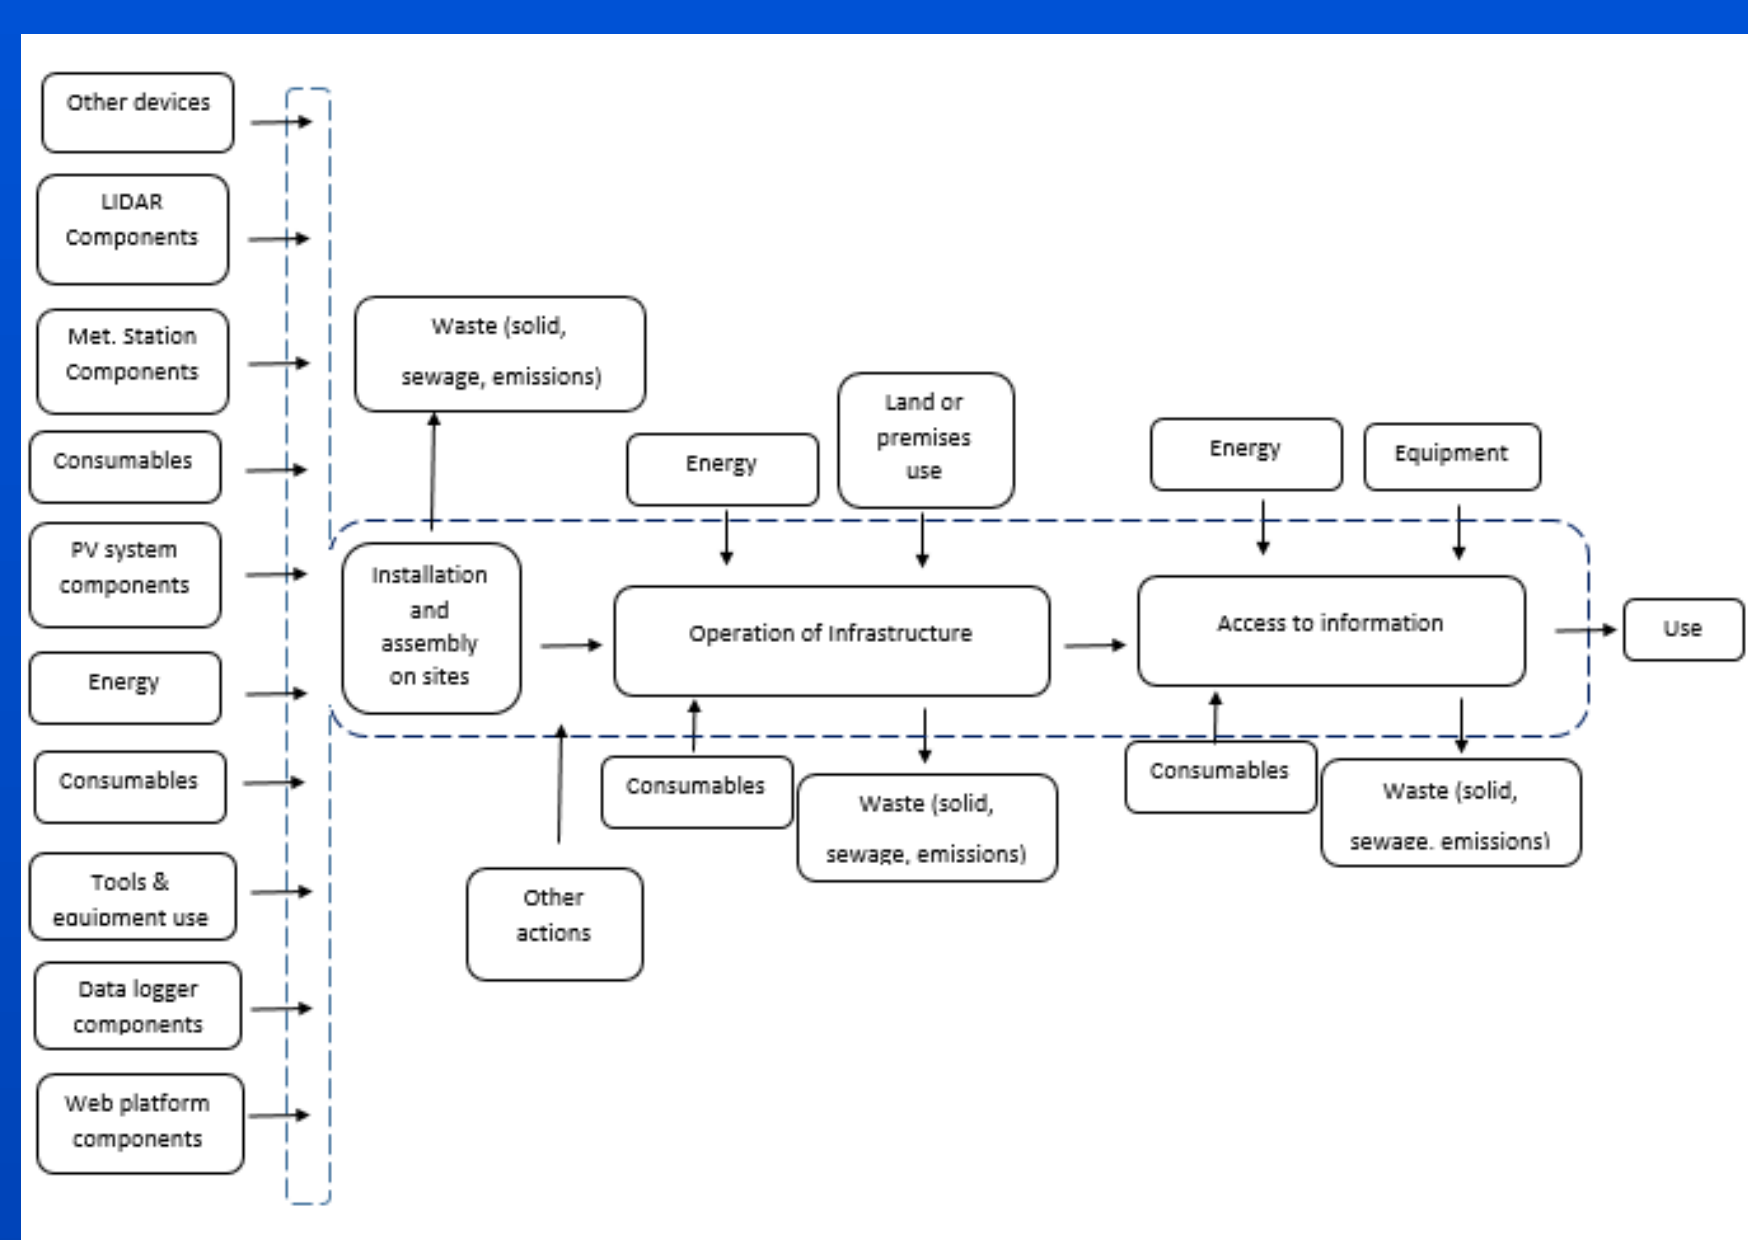 Other devices
LIDAR
Components
Met. Station
Components
Consumables
PV system
components
Energy
Consumables
Tools &
equipment use
Data logger
components
Web platform
components
Waste (solid,
sewage, emissions)
Installation
and
assembly
on sites
Energy
Land or
premises
use
Operation of Infrastructure
Consumables
Waste (solid,
sewage, emissions)
Other
actions
Energy
Equipment
Access to information
Consumables
Waste (solid,
sewage, emissions)
Use